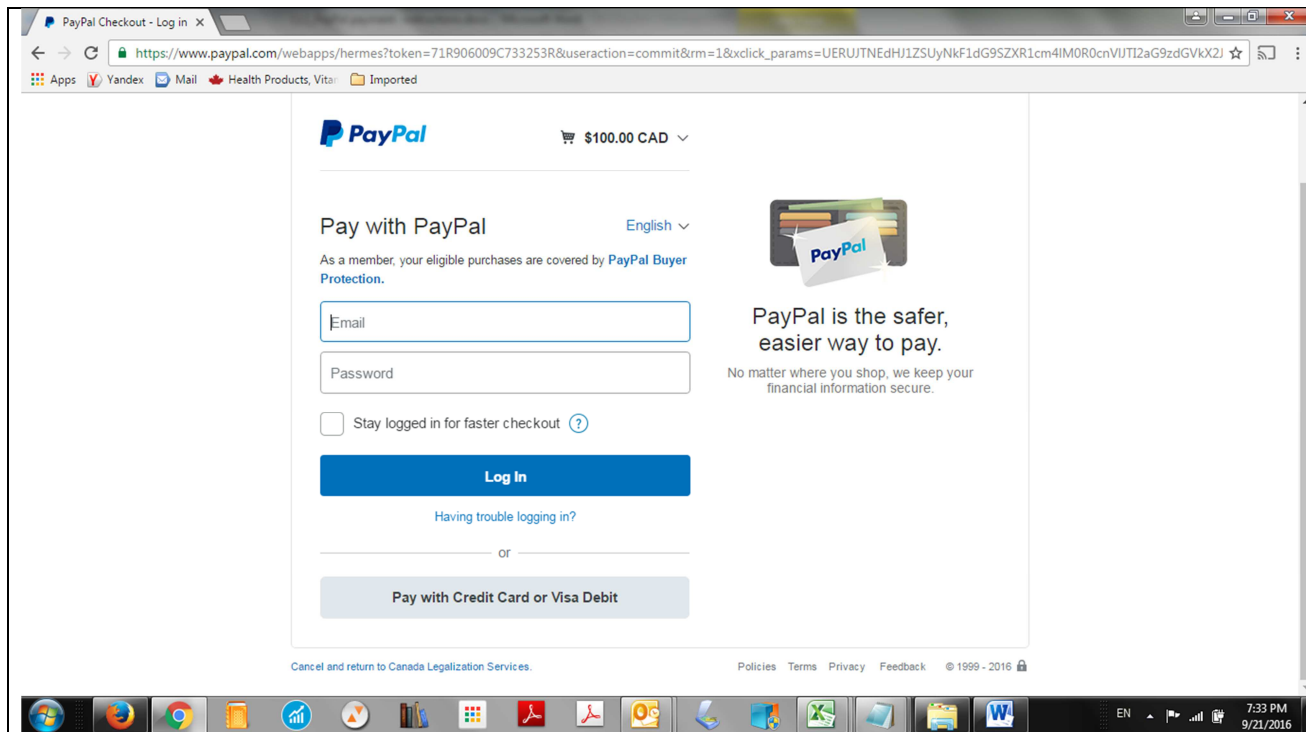 PayPal Checkout - Log in
https://www.paypal.com/webapps/hermes?token=71R906009C733253R&useraction=commit&rm=1&xclick_params=
Apps Yandex Mail Health Products, Vita Imported
PayPal
$100.00 CAD
Pay with PayPal
English
As a member, your eligible purchases are covered by PayPal Buyer
Protection.
Email
Password
Stay logged in for faster checkout ?
Log In
Having trouble logging in?
or
Pay with Credit Card or Visa Debit
PayPal
PayPal is the safer,
easier way to pay.
No matter where you shop, we keep your
financial information secure.
Cancel and return to Canada Legalization Services.
Policies Terms Privacy Feedback © 1999 - 2016
EN
7:33 PM
9/21/2016